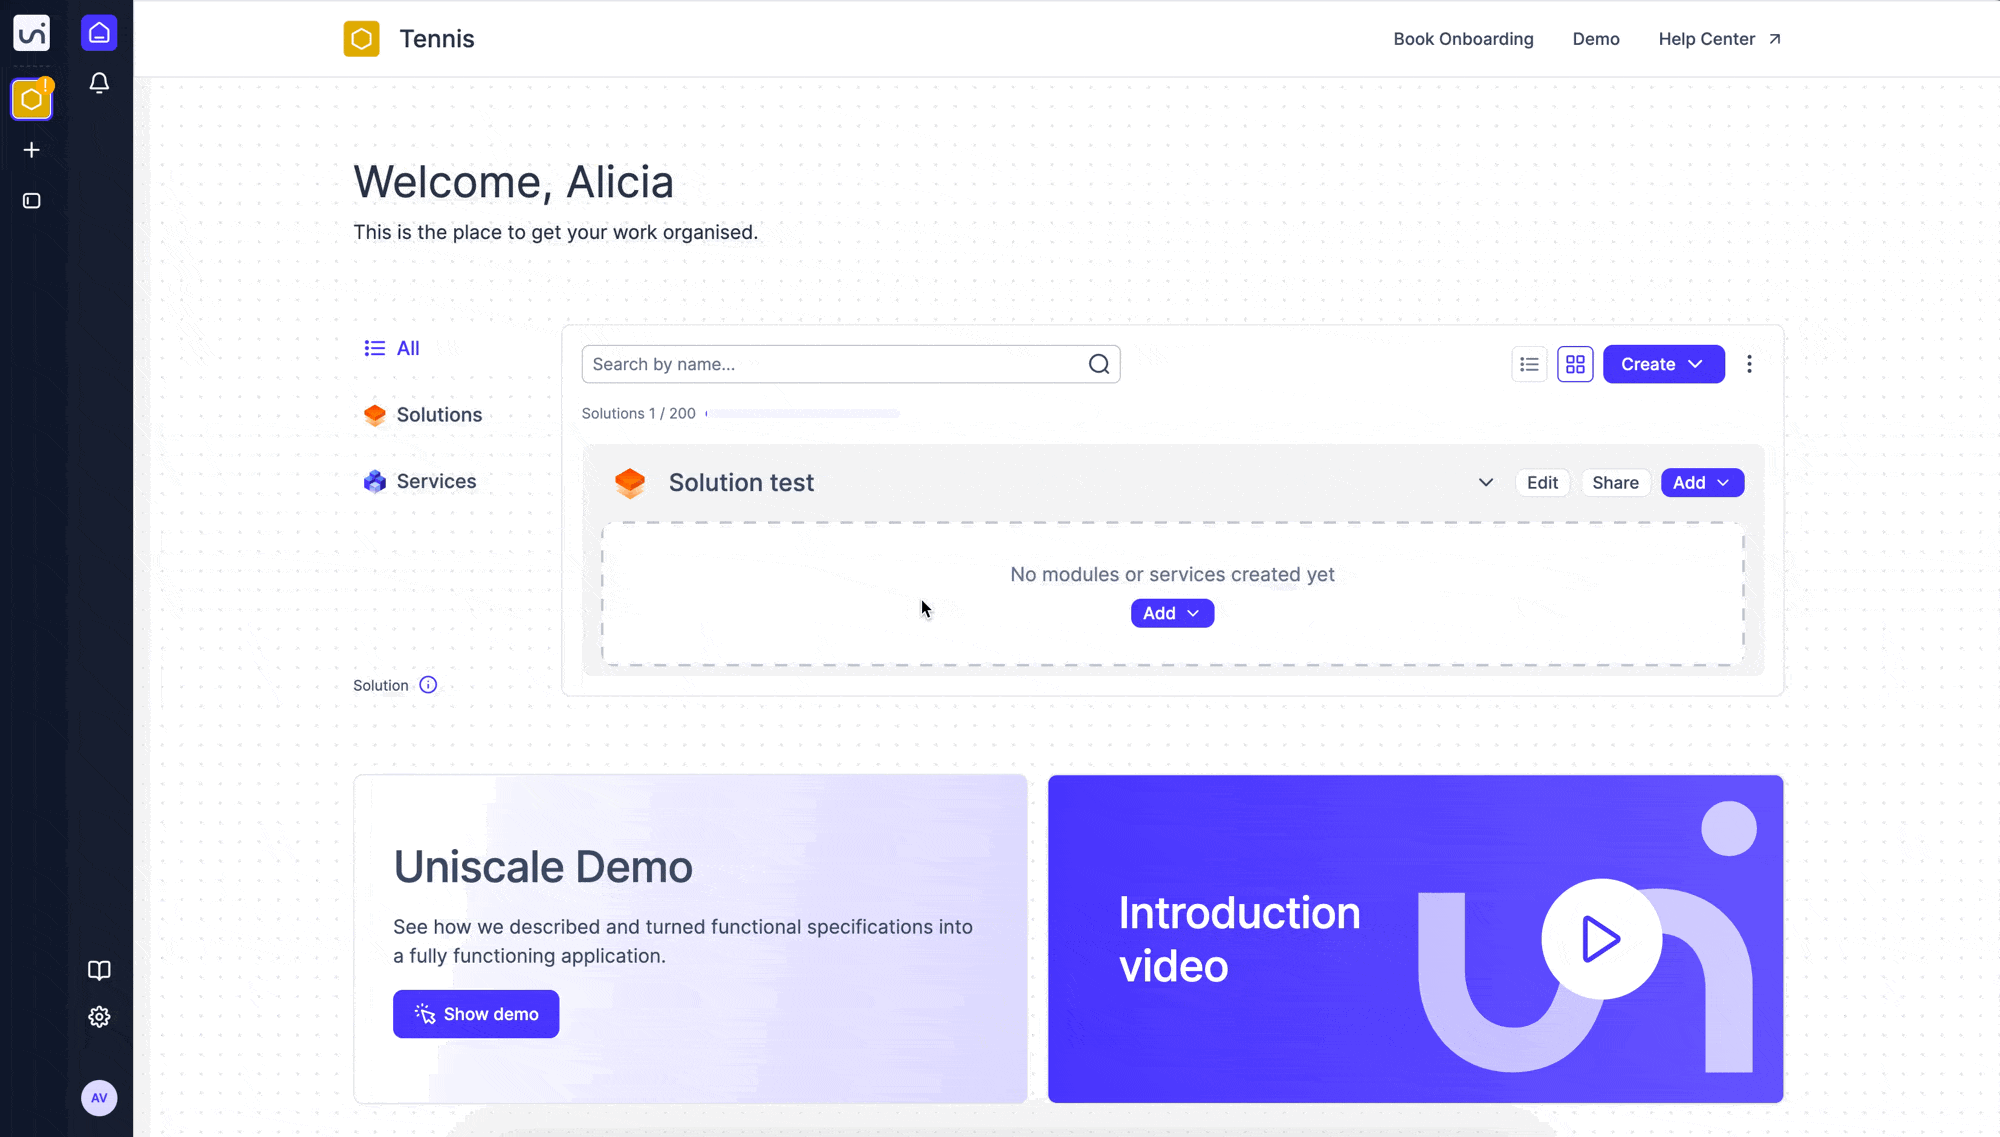 Tennis
Book Onboarding
Demo
Help Center
Welcome, Alicia
This is the place to get your work organised.
All
Solutions
Services
Solution
Search by name...
Create
Solutions 1 / 200
Solution test
Edit
Share
Add
No modules or services created yet
Add
Uniscale Demo
See how we described and turned functional specifications into
a fully functioning application.
Show demo
Introduction
video
AV